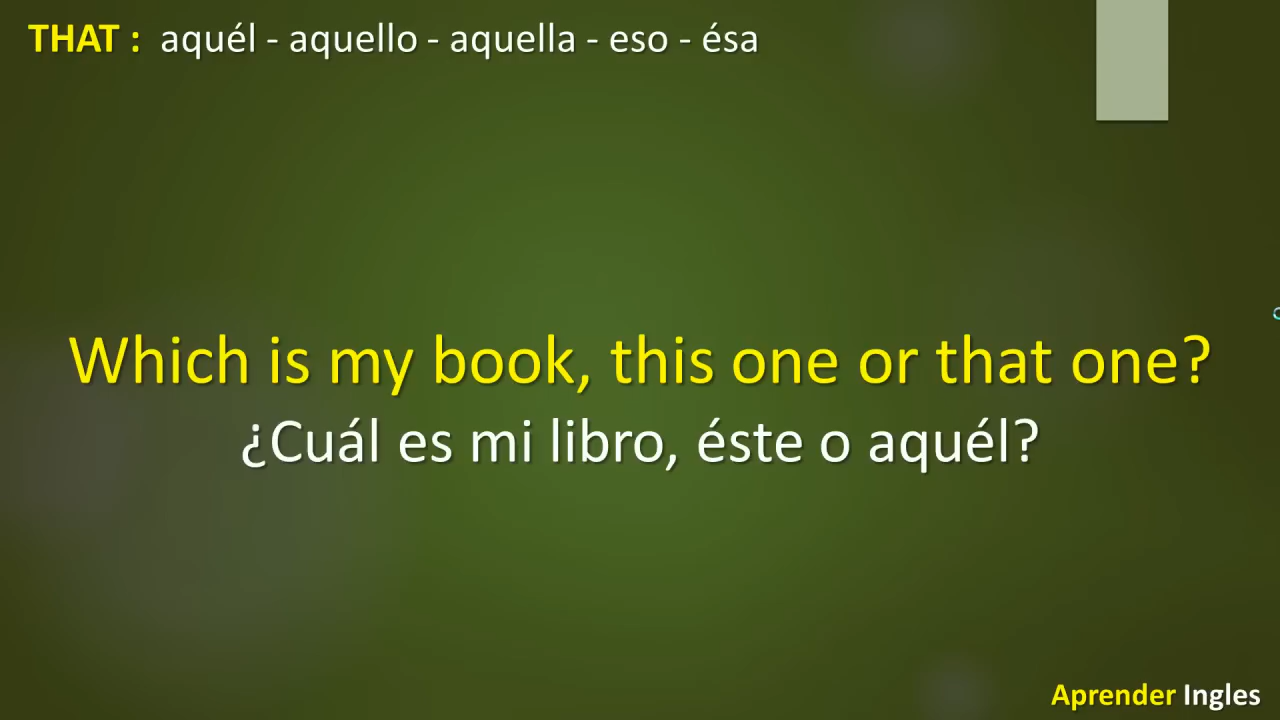 THAT : aquél - aquello - aquella - eso - ésa
Which is my book, this one or that one?
¿Cuál es mi libro, éste o aquél?
Aprender Ingles